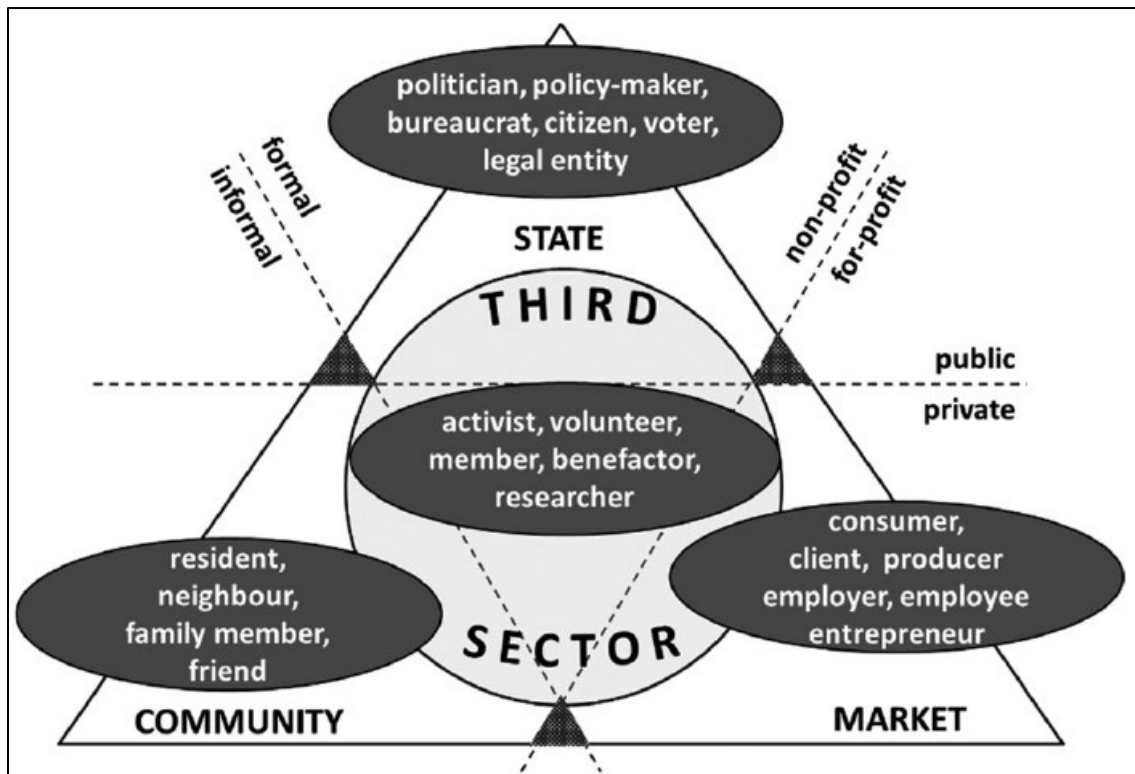 politician, policy-maker,
bureaucrat, citizen, voter,
legal entity
formal
informal
non-profit
for-profit
STATE
THIRD
public
private
activist, volunteer,
member, benefactor,
researcher
resident,
neighbour,
family member,
friend
consumer,
client, producer
employer, employee
entrepreneur
SECTOR
COMMUNITY
MARKET